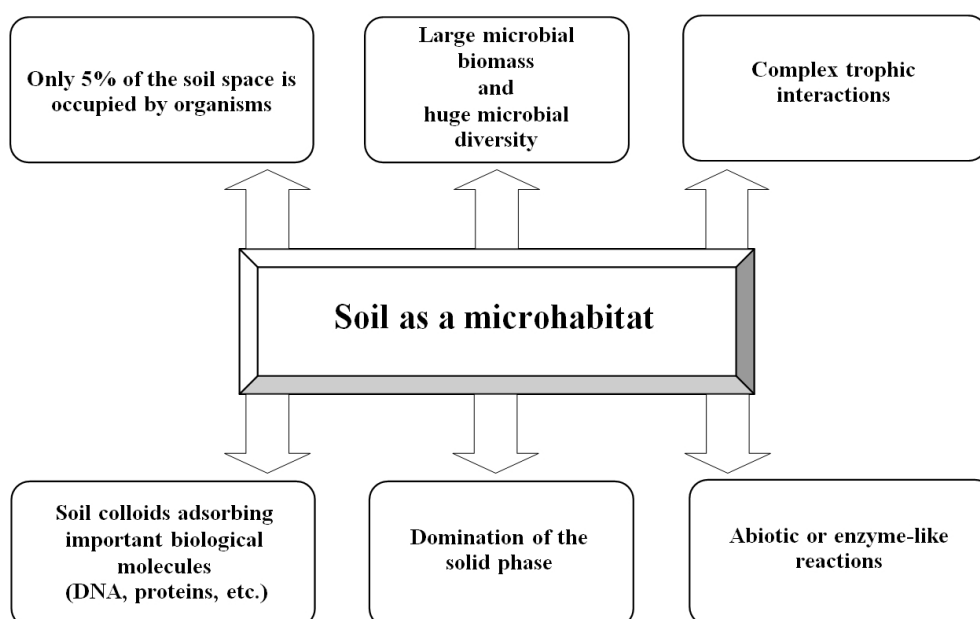 Only 5% of the soil space is
occupied by organisms
Large microbial
biomass
and
huge microbial
diversity
Complex trophic
interactions
Soil as a microhabitat
Soil colloids adsorbing
important biological
molecules
(DNA, proteins, etc.)
Domination of the
solid phase
Abiotic or enzyme-like
reactions